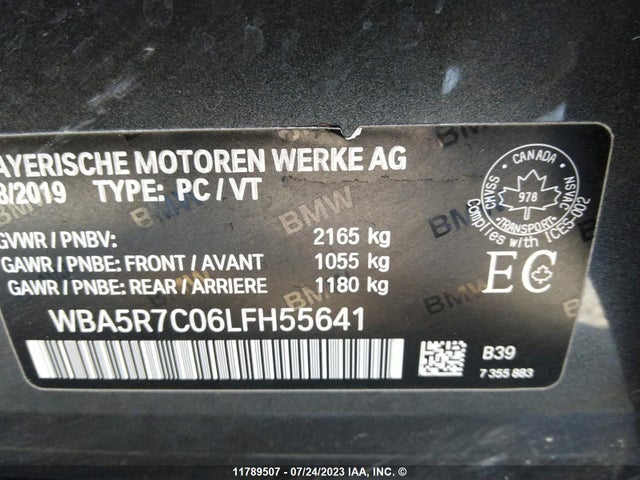 AYERISCHE MOTOREN WERKE AG
8/2019 TYPE: PC / VT
GVWR / PNBV: 2165 kg
GAWR / PNBE: FRONT / AVANT 1055 kg
GAWR / PNBE: REAR / ARRIERE 1180 kg
WBA5R7C06LFH55641
CANADA
CMVSS
NSVAC
978
TRANSPORT
COMPLIES WITH ICES-002
EC
B39
7 355 883
BMW
11789507 - 07/24/2023 IAA, INC. ©